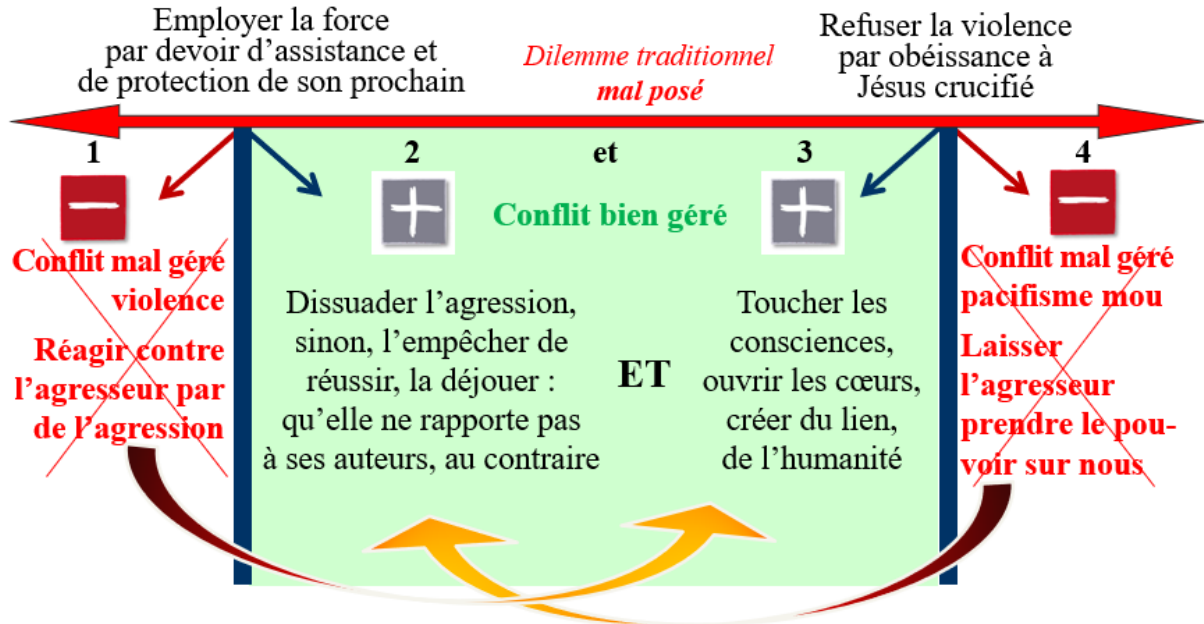 Employer la force
par devoir d’assistance et
de protection de son prochain
Dilemme traditionnel
mal posé
Refuser la violence
par obéissance à
Jésus crucifié
1
2
et
3
4
Conflit bien géré
Conflit mal géré
violence
Réagir contre
l’agresseur par
de l’agression
Dissuader l’agression,
sinon, l’empêcher de
réussir, la déjouer :
qu’elle ne rapporte pas
à ses auteurs, au contraire
ET
Toucher les
consciences,
ouvrir les cœurs,
créer du lien,
de l’humanité
Conflit mal géré
pacifisme mou
Laisser
l’agresseur
prendre le pou-
voir sur nous